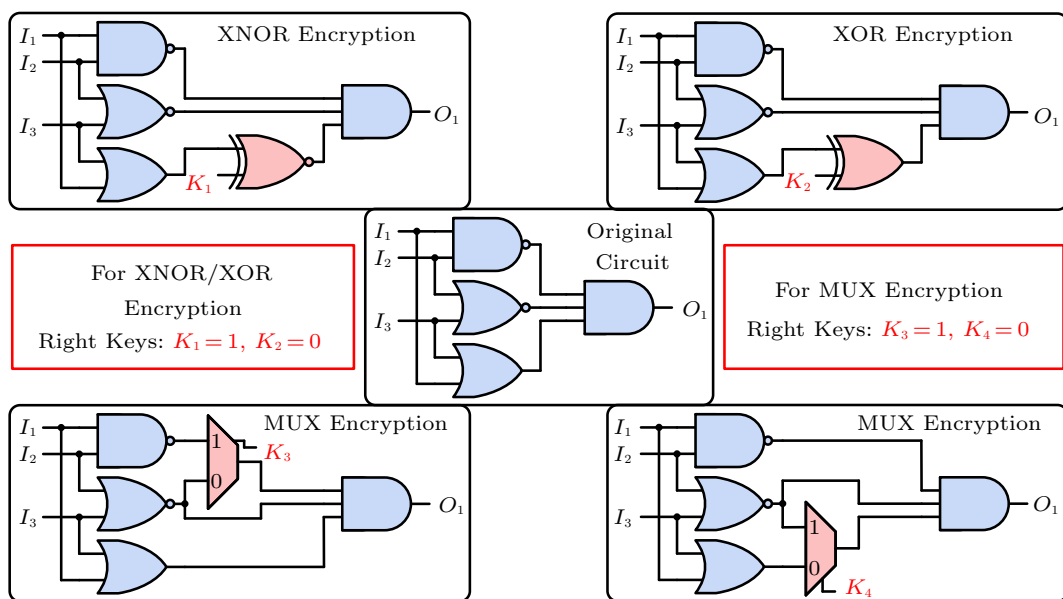 XNOR Encryption
I1
I2
I3
K1
O1
XOR Encryption
I1
I2
I3
K2
O1
For XNOR/XOR
Encryption
Right Keys: K1 = 1, K2 = 0
Original
Circuit
I1
I2
I3
O1
For MUX Encryption
Right Keys: K3 = 1, K4 = 0
MUX Encryption
I1
I2
I3
1
0
K3
O1
MUX Encryption
I1
I2
I3
1
0
K4
O1